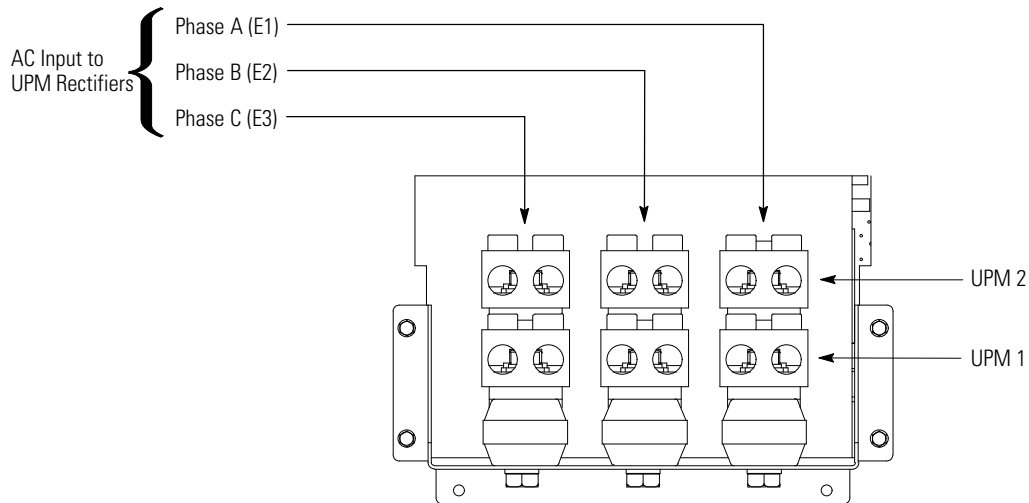 Phase A (E1)
AC Input to
UPM Rectifiers
Phase B (E2)
Phase C (E3)
UPM 2
UPM 1